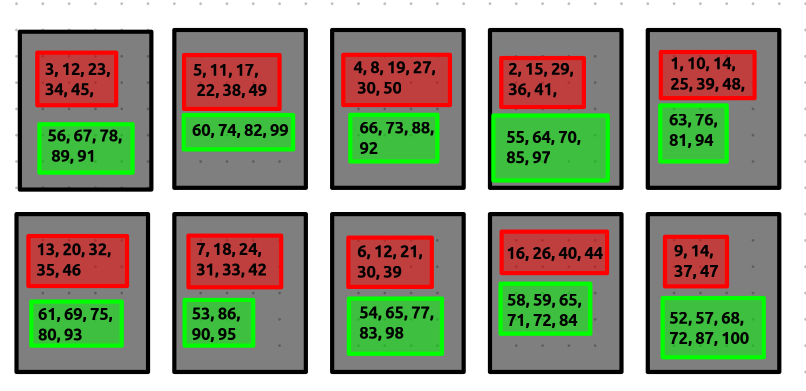 3, 12, 23,
34, 45,
56, 67, 78,
89, 91
5, 11, 17,
22, 38, 49
60, 74, 82, 99
4, 8, 19, 27,
30, 50
66, 73, 88,
92
2, 15, 29,
36, 41,
55, 64, 70,
85, 97
1, 10, 14,
25, 39, 48,
63, 76,
81, 94
13, 20, 32,
35, 46
61, 69, 75,
80, 93
7, 18, 24,
31, 33, 42
53, 86,
90, 95
6, 12, 21,
30, 39
54, 65, 77,
83, 98
16, 26, 40, 44
58, 59, 65,
71, 72, 84
9, 14,
37, 47
52, 57, 68,
72, 87, 100